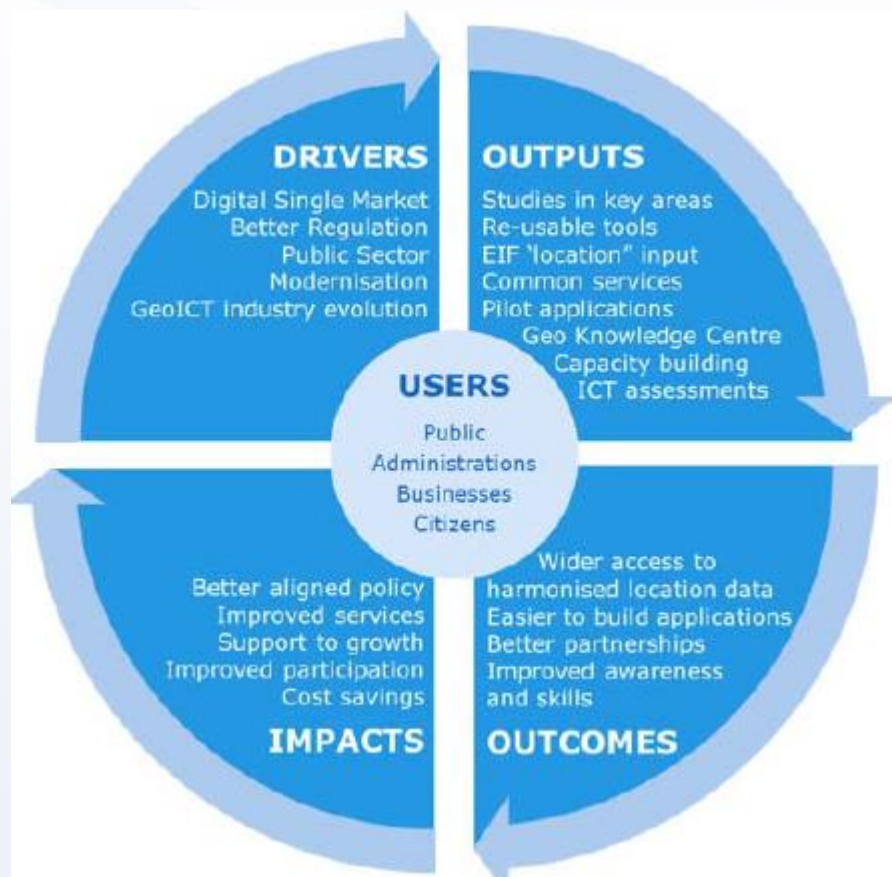 DRIVERS
Digital Single Market
Better Regulation
Public Sector
Modernisation
GeoICT industry evolution
OUTPUTS
Studies in key areas
Re-usable tools
EIF ‘location” input
Common services
Pilot applications
Geo Knowledge Centre
Capacity building
ICT assessments
USERS
Public
Administrations
Businesses
Citizens
Better aligned policy
Improved services
Support to growth
Improved participation
Cost savings
IMPACTS
Wider access to
harmonised location data
Easier to build applications
Better partnerships
Improved awareness
and skills
OUTCOMES